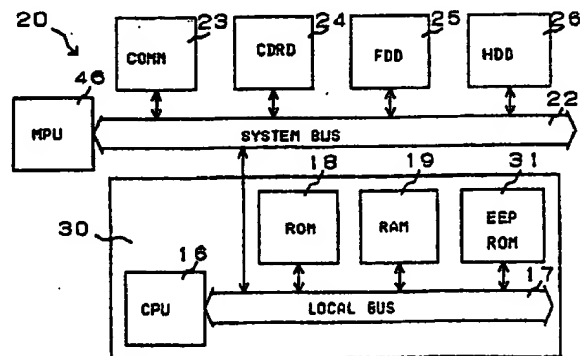 20
23
24
25
26
COMM
CDRD
FDD
HDD
46
22
MPU
SYSTEM BUS
18
19
31
30
ROM
RAM
EEP
ROM
16
17
CPU
LOCAL BUS